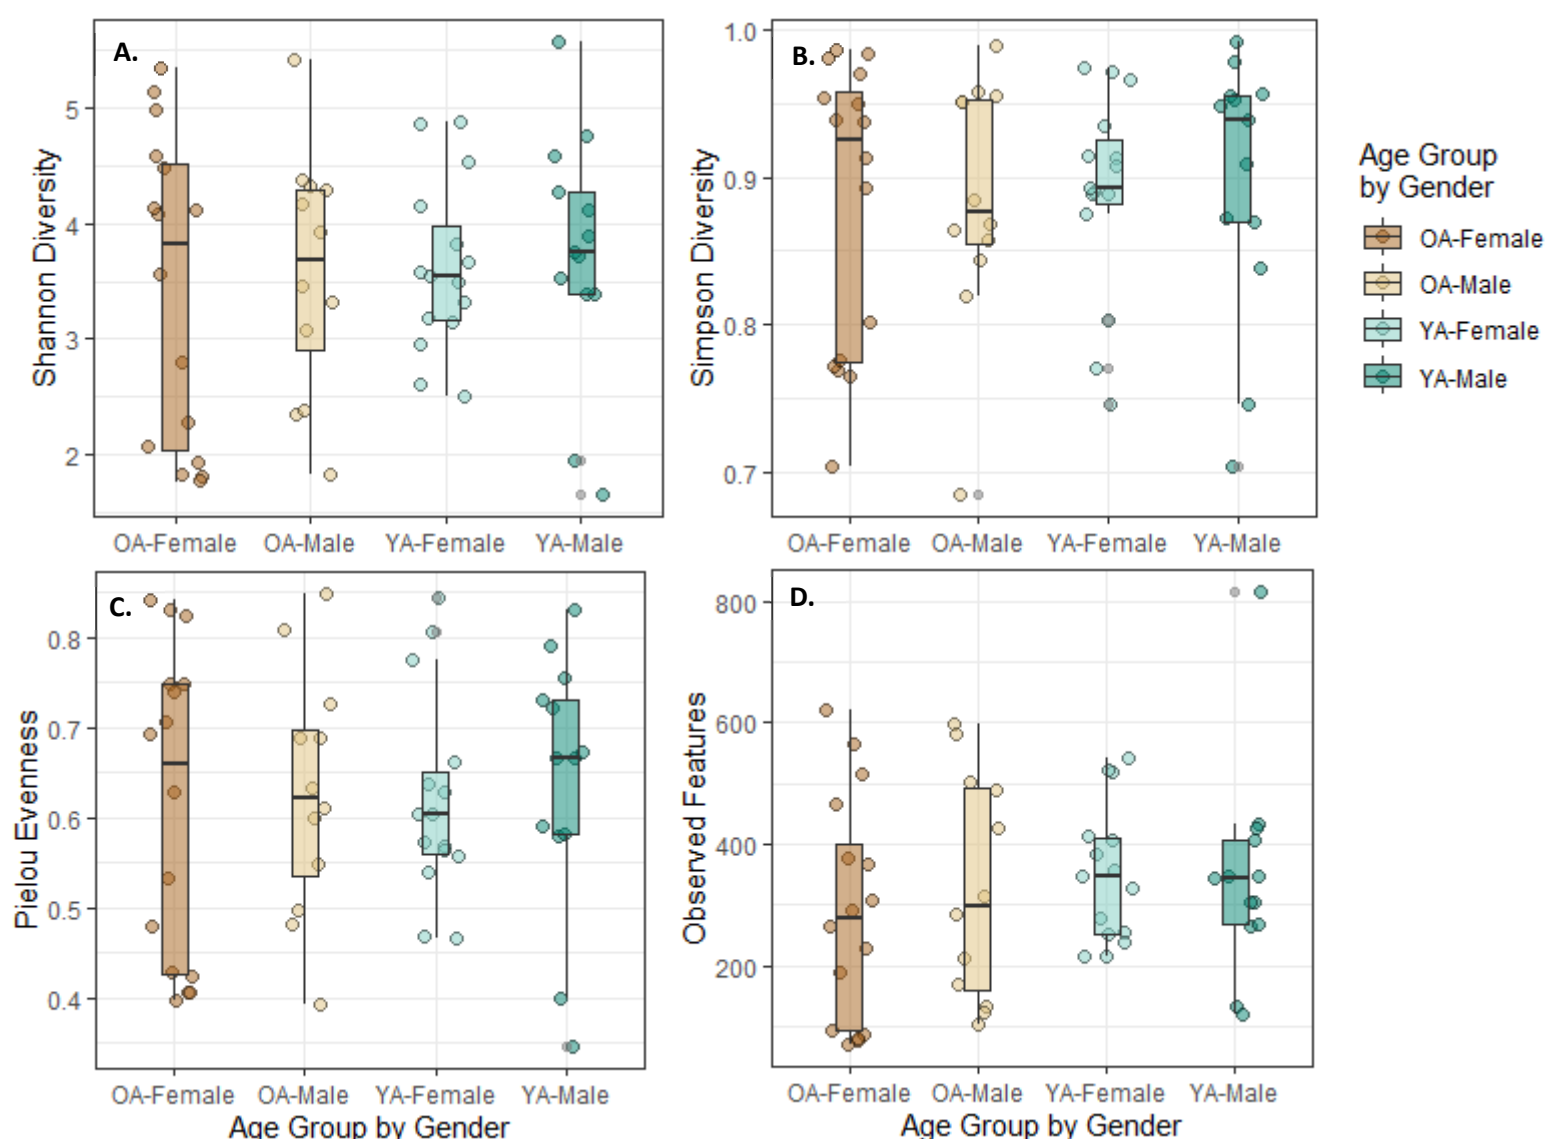 A.
Shannon Diversity
5
4
3
2
OA-Female OA-Male YA-Female YA-Male
B.
Simpson Diversity
1.0
0.9
0.8
0.7
OA-Female OA-Male YA-Female YA-Male
Age Group
by Gender
OA-Female
OA-Male
YA-Female
YA-Male
C.
Pielou Evenness
0.8
0.7
0.6
0.5
0.4
OA-Female OA-Male YA-Female YA-Male
Age Group by Gender
D.
Observed Features
800
600
400
200
OA-Female OA-Male YA-Female YA-Male
Age Group by Gender